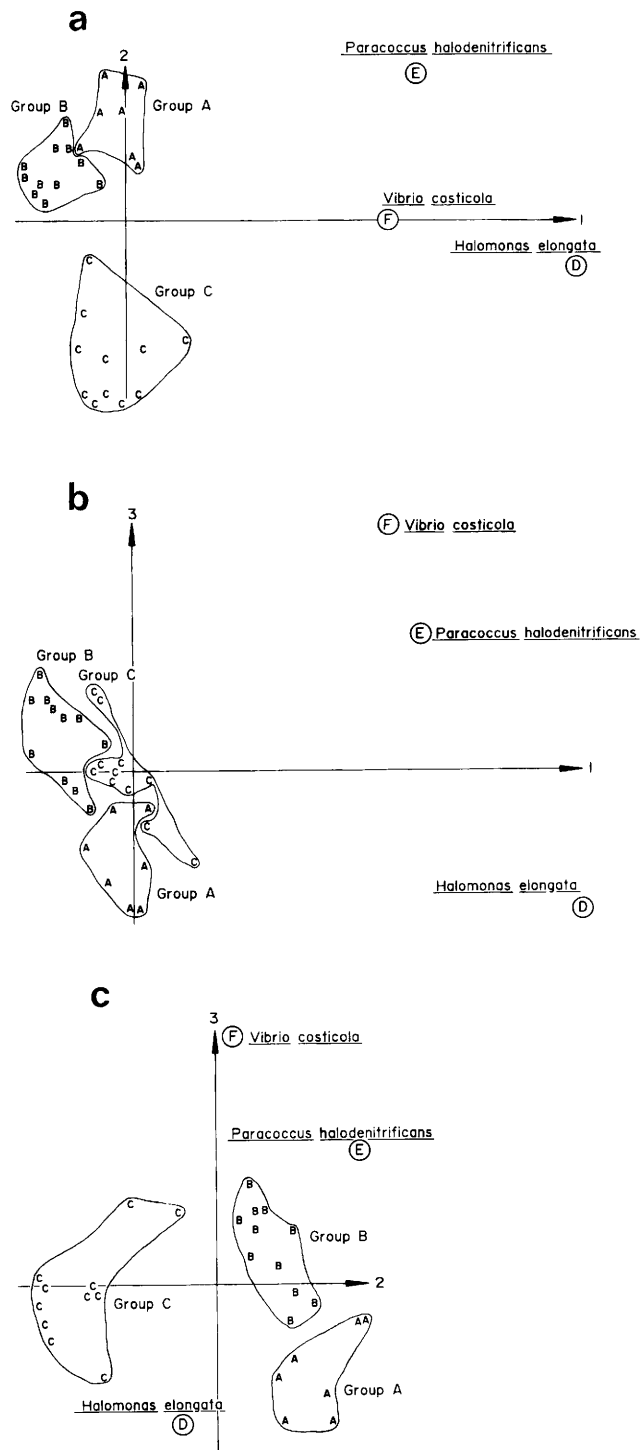 a
Paracoccus halodenitrificans
2
E
A A
Group B Group A
B A A
B B A
B B A A
B
B B B B
B
B
Vibrio costicola
F
1
Halomonas elongata
D
C
Group C
C
C
C C
C
C C C
C C
b
3
F Vibrio costicola
E Paracoccus halodenitrificans
Group B
B
Group C
C
B B B C
B B B
B
B
C C C C
1
B B C C C
B A A
C
A
C
A
A
Halomonas elongata
Group A
A A
D
c
3
F Vibrio costicola
Paracoccus halodenitrificans
E
B
C C
B B B
B B
Group B
B
B
C C
2
C C C B
C Group C B
C B
C A A
A
A
C
A Group A
Halomonas elongata
D
A A